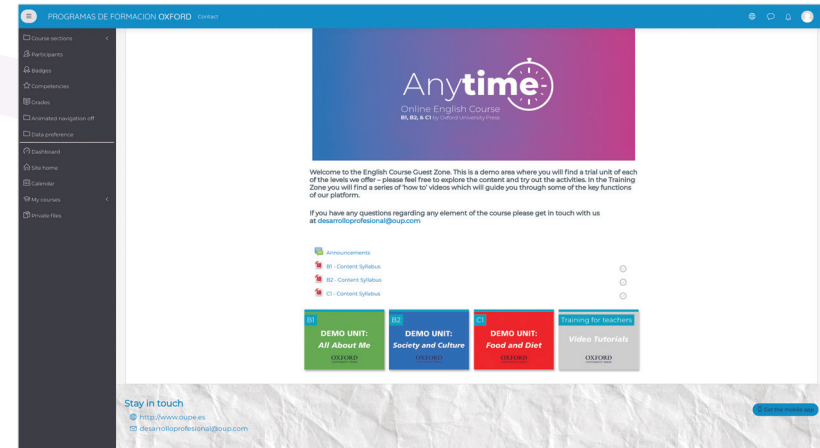 PROGRAMAS DE FORMACION OXFORD Contact
Course sections
Participants
Badges
Competencies
Grades
Animated navigation off
Data preference
Dashboard
Site home
Calendar
My courses
Private files
Anytime
Online English Course
B1, B2, & C1 by Oxford University Press
Welcome to the English Course Guest Zone. This is a demo area where you will find a trial unit of each
of the levels we offer – please feel free to explore the content and try out the activities. In the Training
Zone you will find a series of 'how to' videos which will guide you through some of the key functions
of our platform.
If you have any questions regarding any element of the course please get in touch with us
at desarrolloprofesional@oup.com
Announcements
B1 - Content Syllabus
B2 - Content Syllabus
C1 - Content Syllabus
B1
DEMO UNIT:
All About Me
OXFORD
B2
DEMO UNIT:
Society and Culture
OXFORD
C1
DEMO UNIT:
Food and Diet
OXFORD
Training for teachers
Video Tutorials
OXFORD
Stay in touch
http://www.oupe.es
desarrolloprofesional@oup.com
Get the mobile app